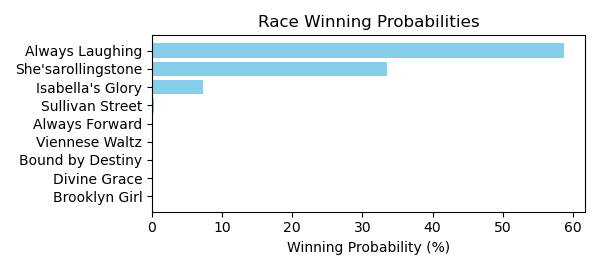 Race Winning Probabilities
Always Laughing
She'sarollingstone
Isabella's Glory
Sullivan Street
Always Forward
Viennese Waltz
Bound by Destiny
Divine Grace
Brooklyn Girl
0 10 20 30 40 50 60
Winning Probability (%)